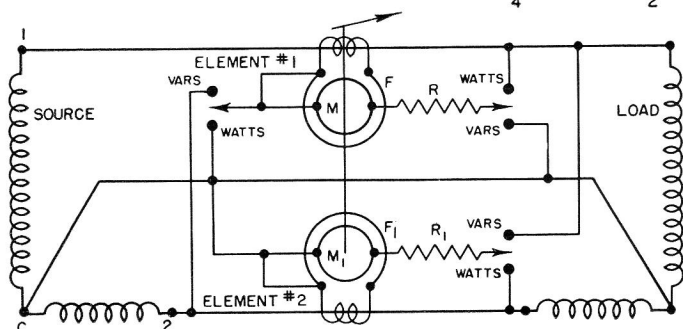 4 2
1
ELEMENT #1
VARS
F
WATTS
SOURCE
M
R
LOAD
WATTS
VARS
F1
VARS
M1
R1
WATTS
ELEMENT #2
C 2